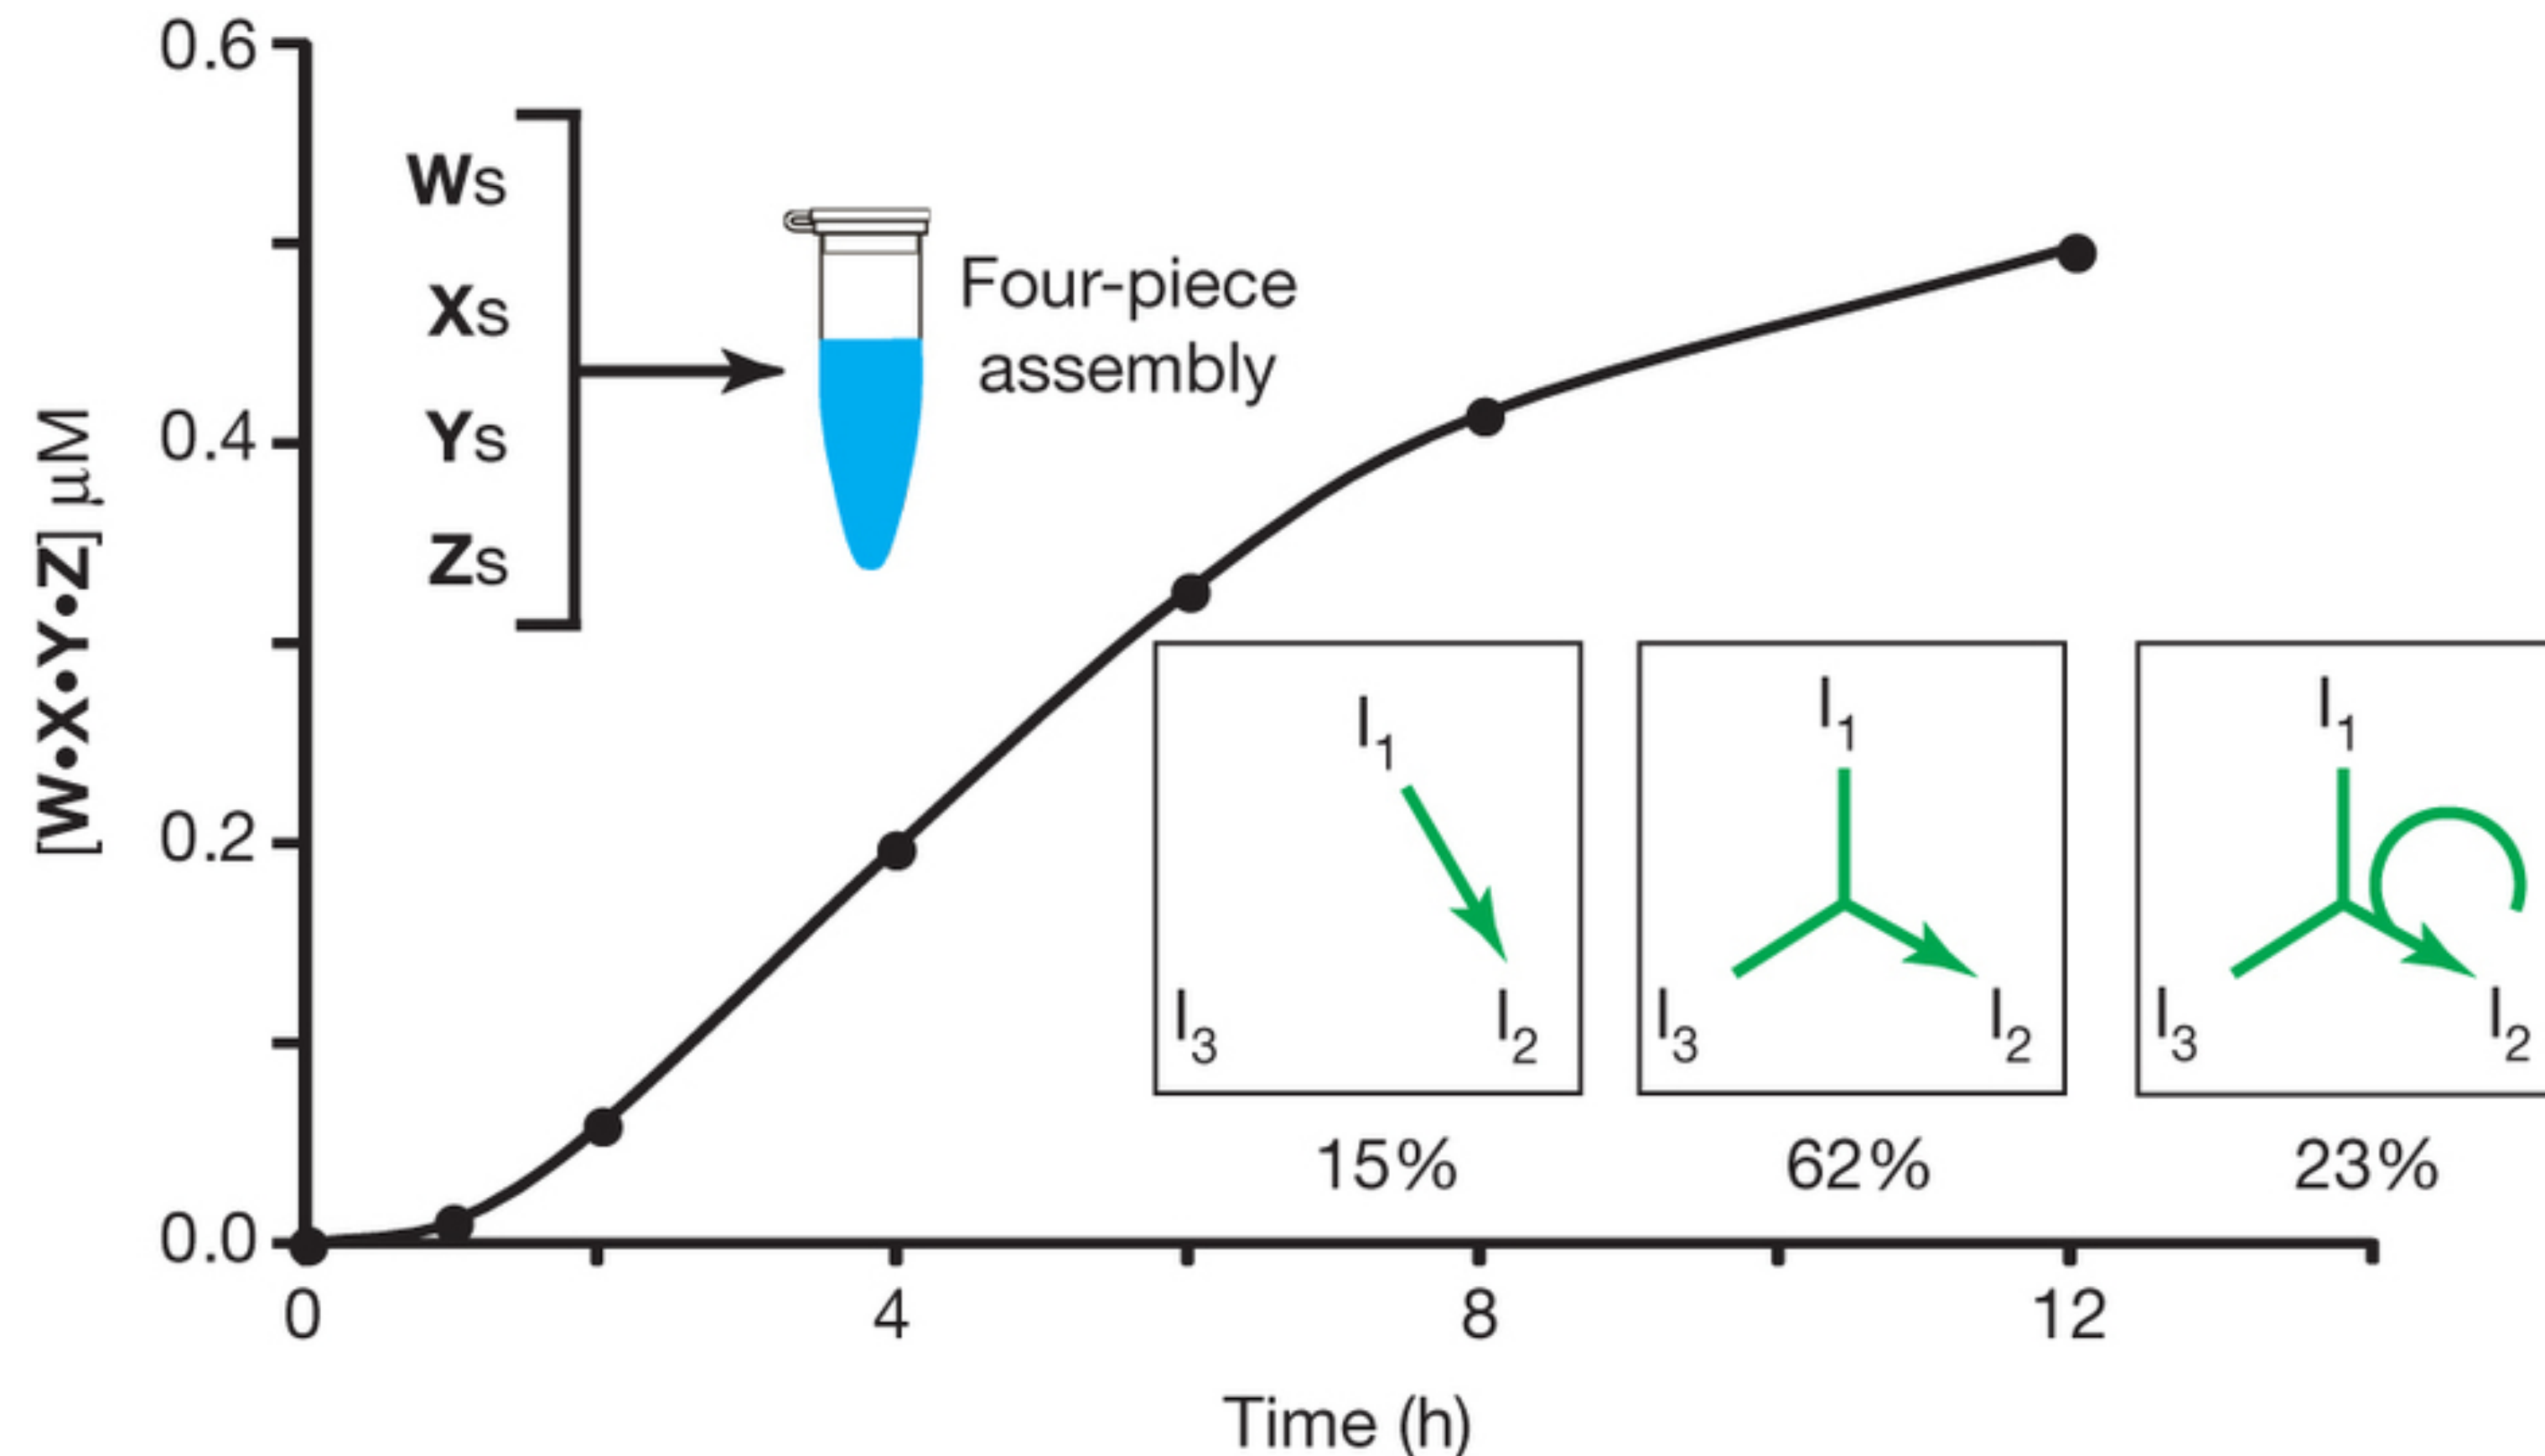 [W•X•Y•Z] µM
0.6
0.4
0.2
0.0
Ws
Xs
Ys
Zs
Four-piece
assembly
I1
I3
I2
15%
I1
I3
I2
62%
I1
I3
I2
23%
0
4
8
12
Time (h)